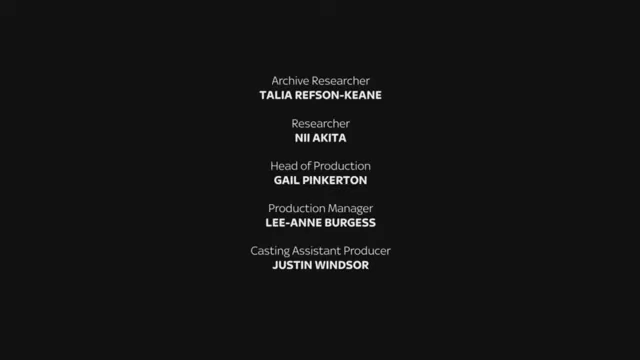 Archive Researcher
TALIA REFSON-KEANE
Researcher
NII AKITA
Head of Production
GAIL PINKERTON
Production Manager
LEE-ANNE BURGESS
Casting Assistant Producer
JUSTIN WINDSOR